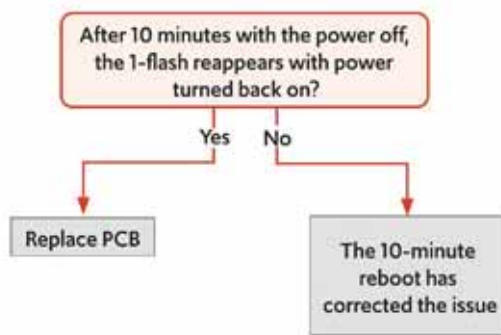 After 10 minutes with the power off,
the 1-flash reappears with power
turned back on?
Yes No
Replace PCB
The 10-minute
reboot has
corrected the issue